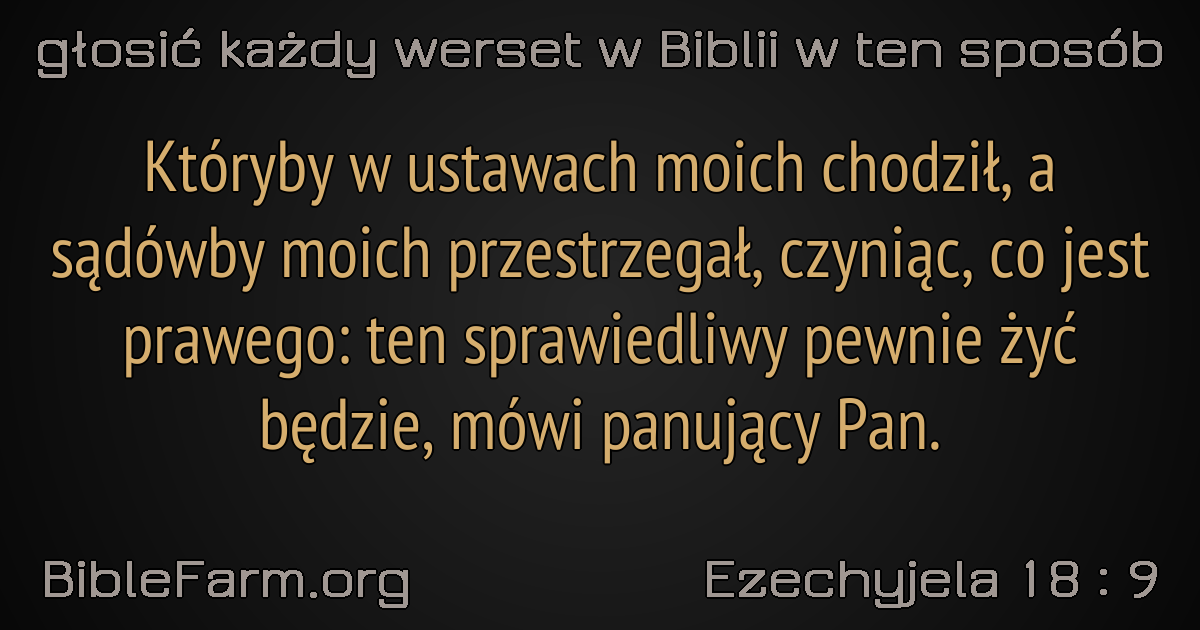 głosić każdy werset w Biblii w ten sposób
Któryby w ustawach moich chodził, a
sądówby moich przestrzegał, czyniąc, co jest
prawego: ten sprawiedliwy pewnie żyć
będzie, mówi panujący Pan.
BibleFarm.org
Ezechyjela 18 : 9